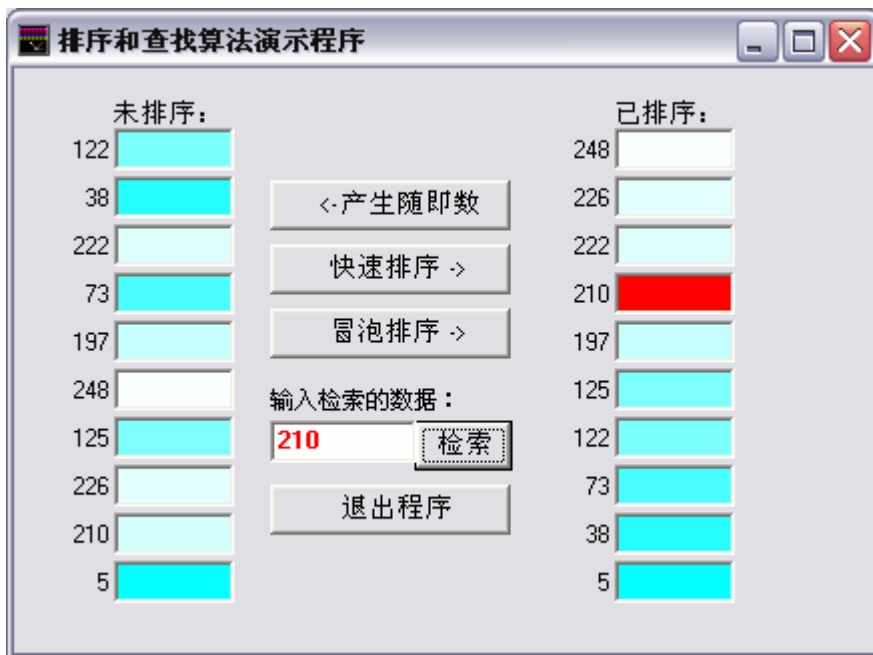 排序和查找算法演示程序
未排序：
122
38
222
73
197
248
125
226
210
5
<-产生随即数
快速排序 ->
冒泡排序 ->
输入检索的数据：
210
检索
退出程序
已排序：
248
226
222
210
197
125
122
73
38
5